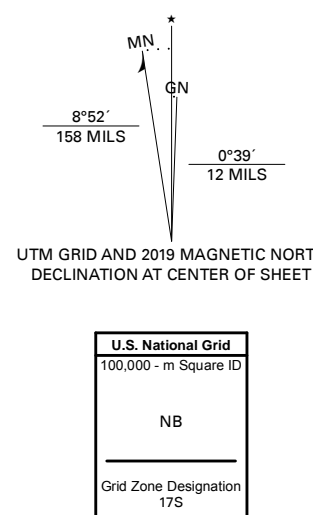 ★
MN
GN
8°52´
158 MILS
0°39´
12 MILS
UTM GRID AND 2019 MAGNETIC NORT
DECLINATION AT CENTER OF SHEET
U.S. National Grid
100,000 - m Square ID
NB
Grid Zone Designation
17S